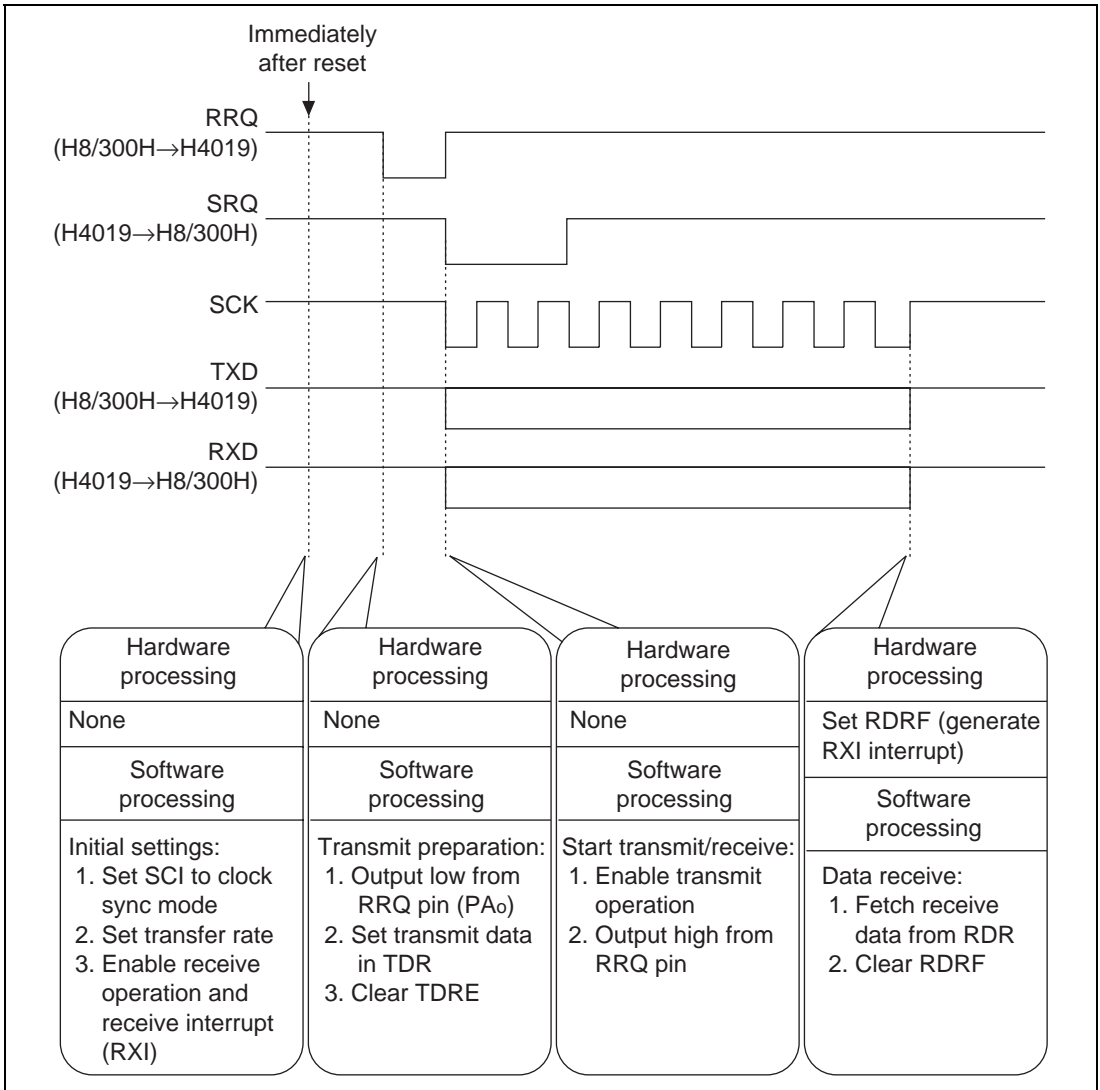 Immediately
after reset
RRQ
(H8/300H→H4019)
SRQ
(H4019→H8/300H)
SCK
TXD
(H8/300H→H4019)
RXD
(H4019→H8/300H)
Hardware
processing
None
Software
processing
Initial settings:
1. Set SCI to clock
sync mode
2. Set transfer rate
3. Enable receive
operation and
receive interrupt
(RXI)
Hardware
processing
None
Software
processing
Transmit preparation:
1. Output low from
RRQ pin (PA0)
2. Set transmit data
in TDR
3. Clear TDRE
Hardware
processing
None
Software
processing
Start transmit/receive:
1. Enable transmit
operation
2. Output high from
RRQ pin
Hardware
processing
Set RDRF (generate
RXI interrupt)
Software
processing
Data receive:
1. Fetch receive
data from RDR
2. Clear RDRF